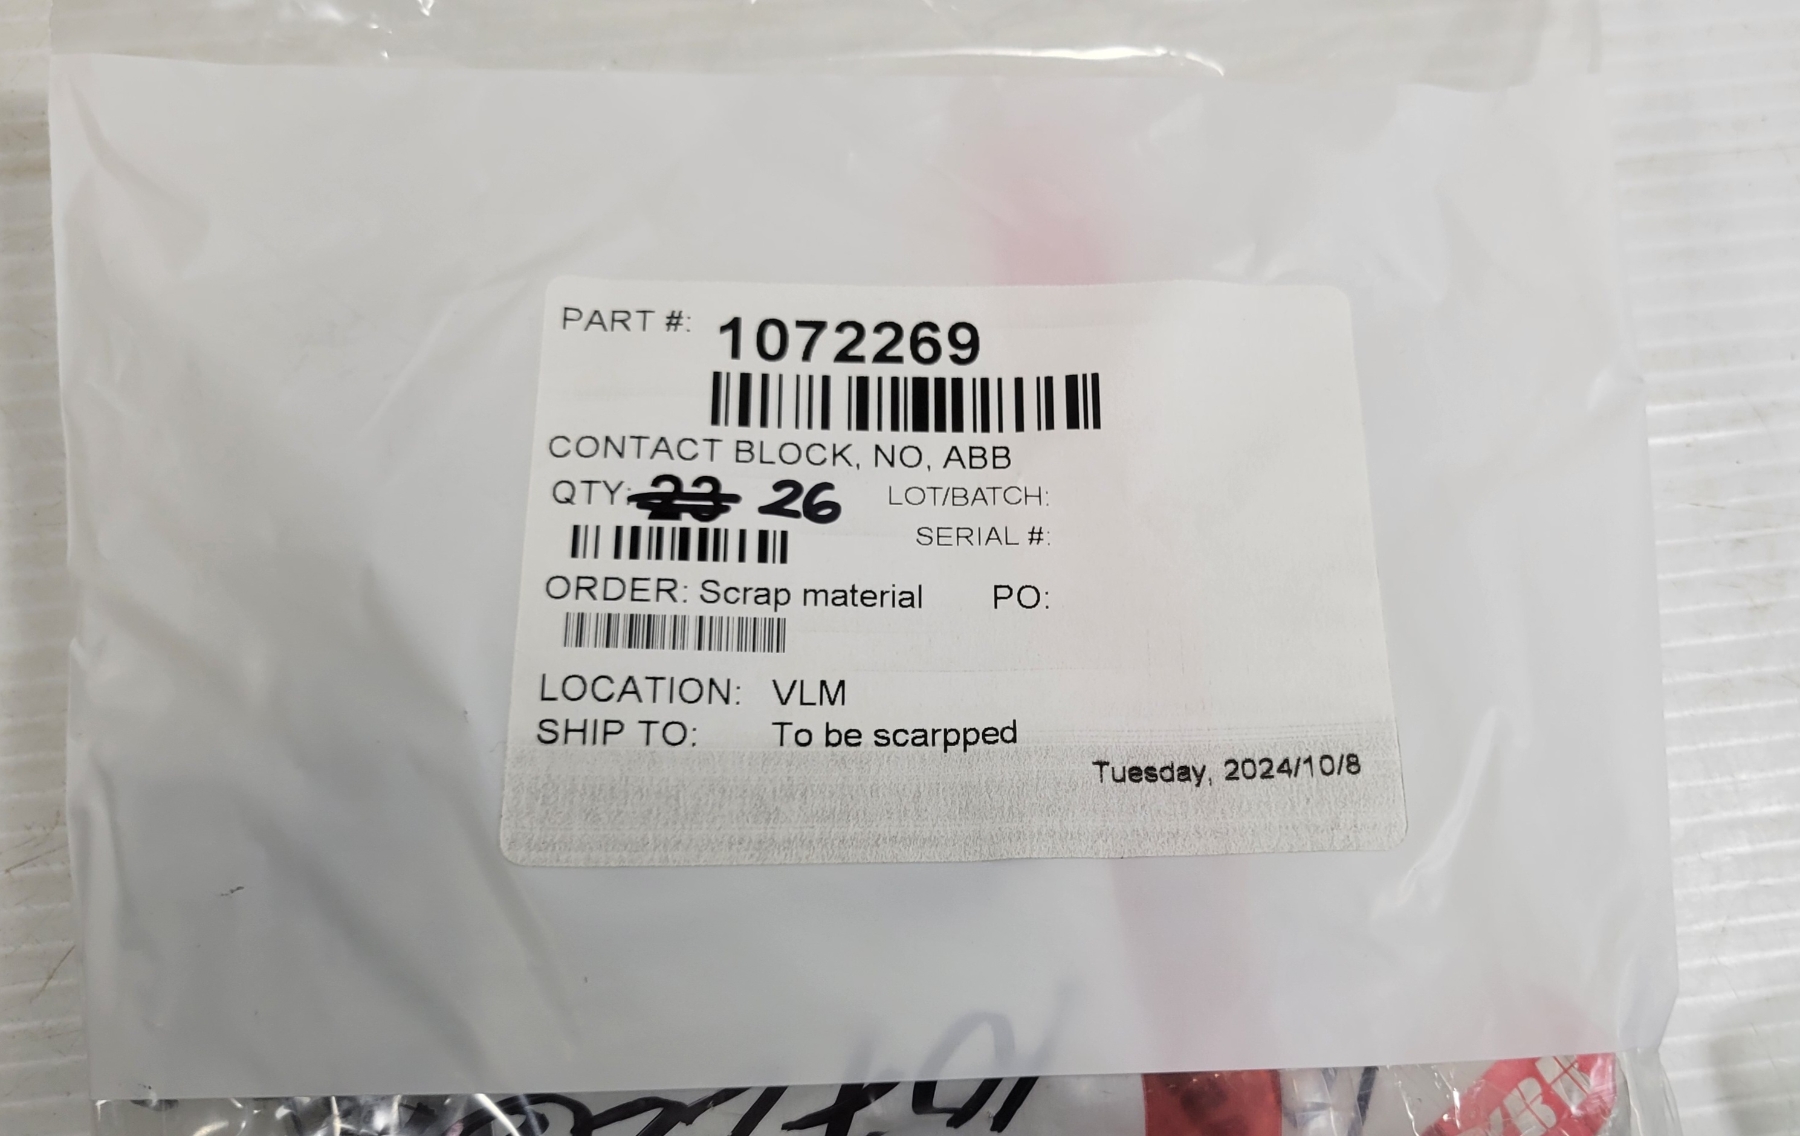 PART #: 1072269
CONTACT BLOCK, NO, ABB
QTY: 23 26 LOT/BATCH:
SERIAL #:
ORDER: Scrap material PO:
LOCATION: VLM
SHIP TO: To be scarpped
Tuesday, 2024/10/8